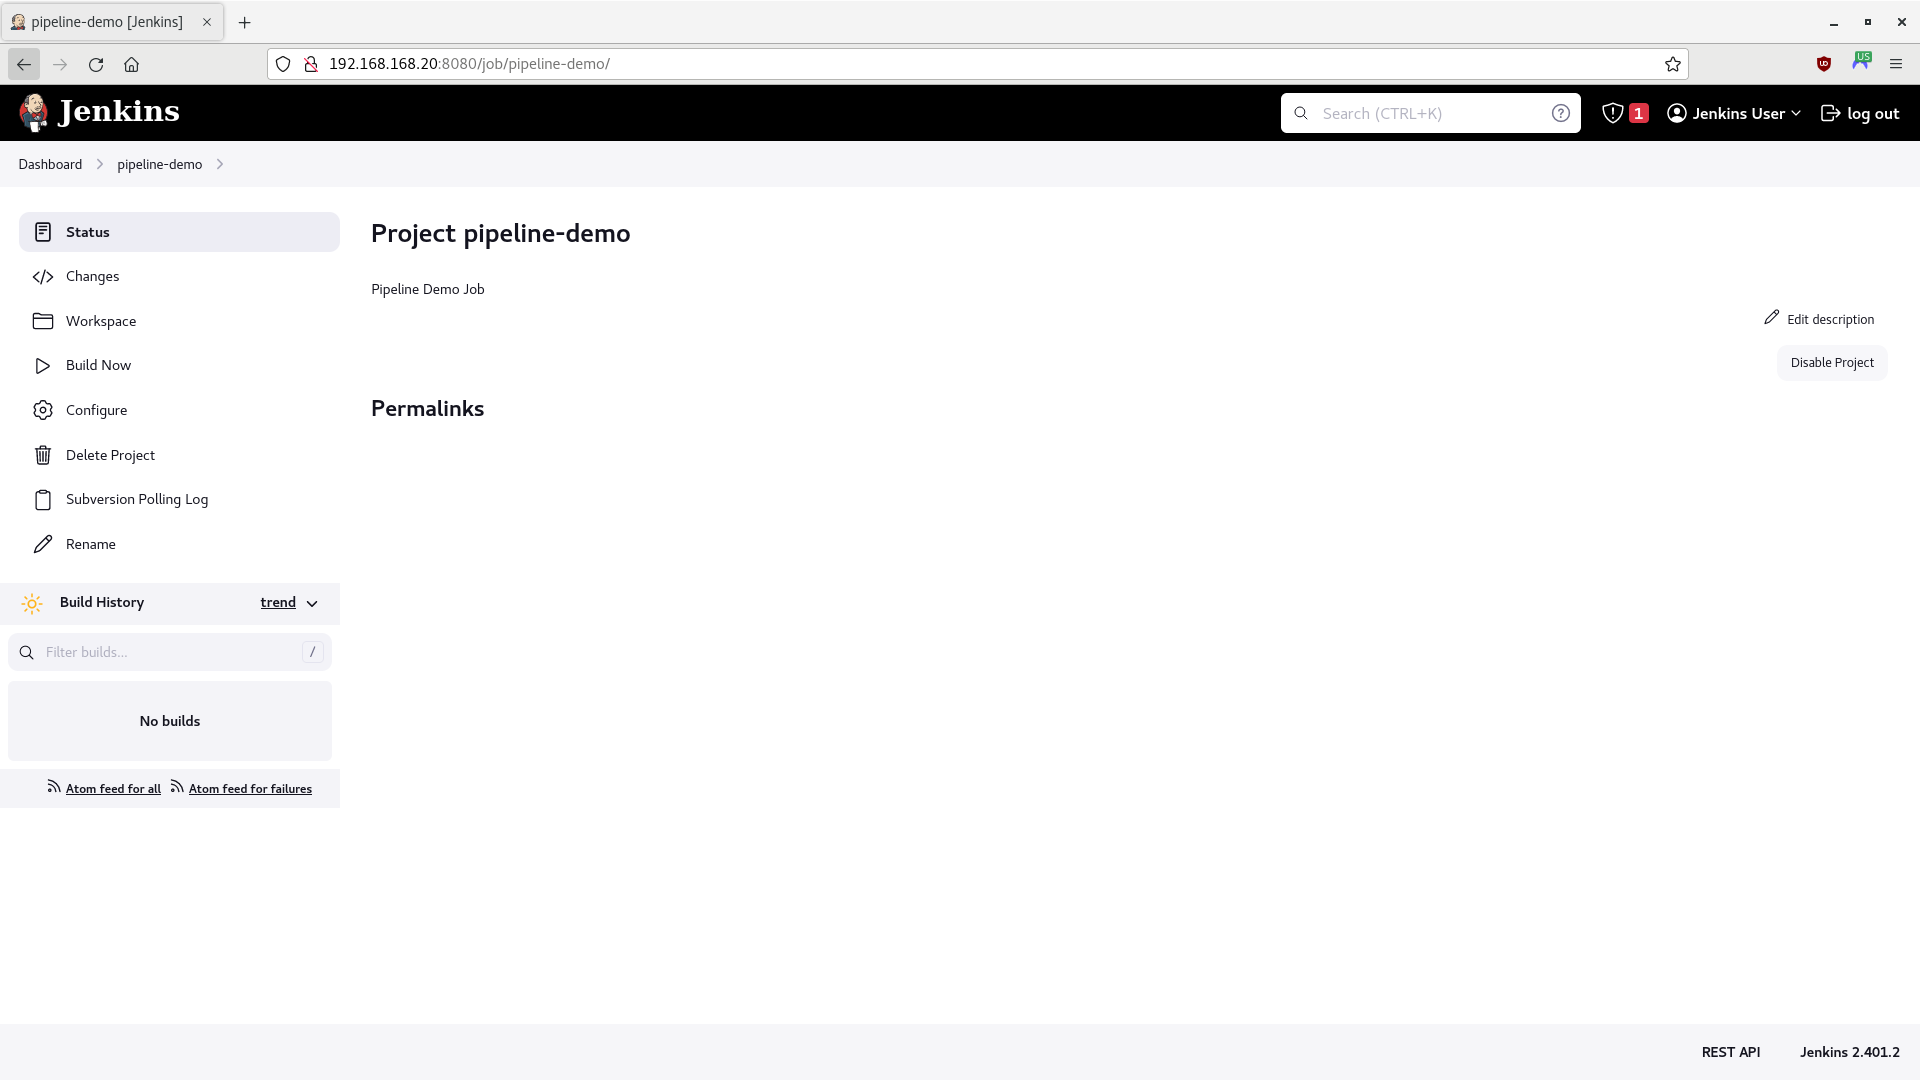 pipeline-demo [Jenkins]
192.168.168.20:8080/job/pipeline-demo/
US
Jenkins
Search (CTRL+K)
1
Jenkins User
log out
Dashboard
pipeline-demo
Status
Changes
Workspace
Build Now
Configure
Delete Project
Subversion Polling Log
Rename
Build History
trend
Filter builds...
/
No builds
Atom feed for all
Atom feed for failures
Project pipeline-demo
Pipeline Demo Job
Edit description
Disable Project
Permalinks
REST API
Jenkins 2.401.2